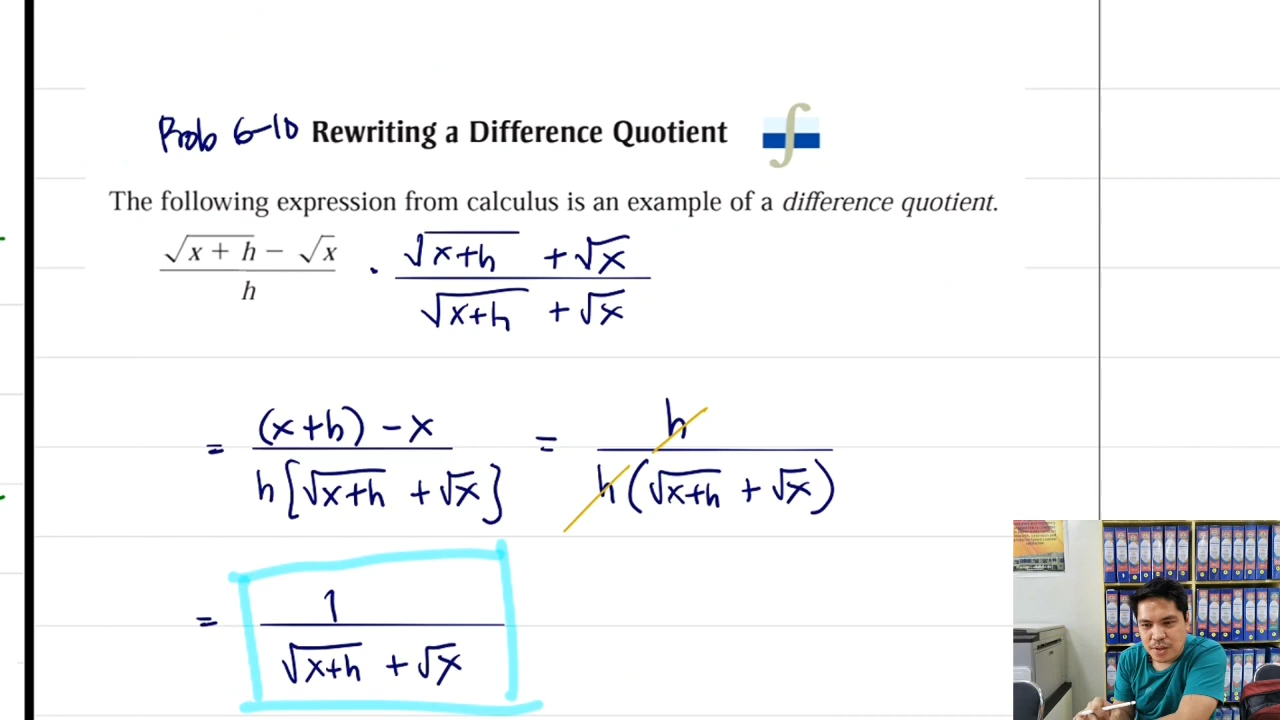 Prob 6-10 Rewriting a Difference Quotient
The following expression from calculus is an example of a difference quotient.
(√(x + h) − √x)/h · (√(x+h) + √x)/(√(x+h) + √x)
= ((x+h) − x)/(h[√(x+h) + √x]) = h/(h(√(x+h) + √x))
= 1/(√(x+h) + √x)